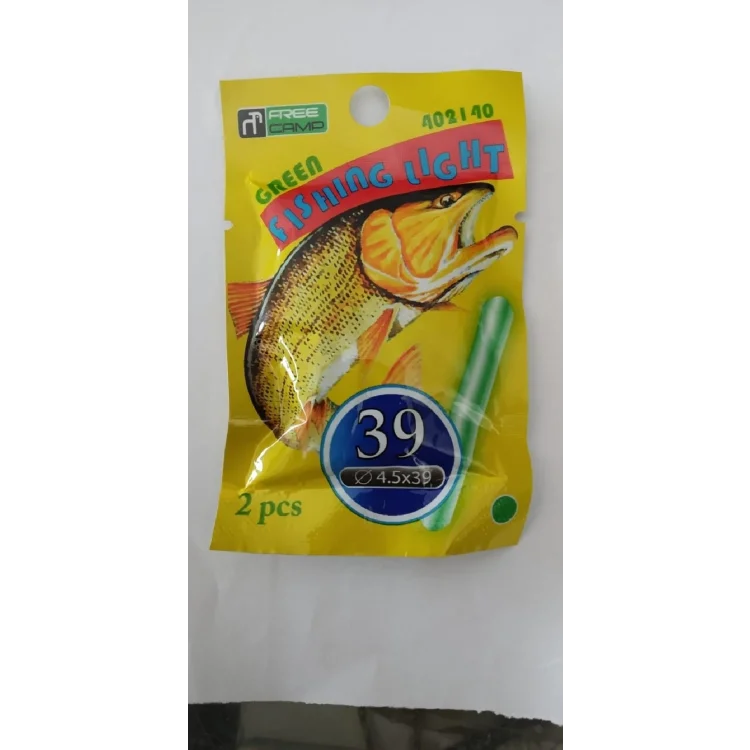 FREE
CAMP
402140
GREEN
FISHING LIGHT
39
Ø 4.5x39
2 pcs